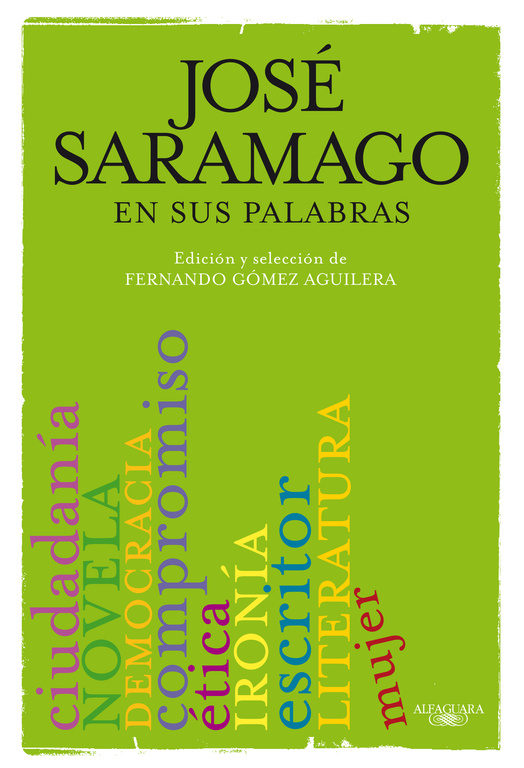 JOSÉ
SARAMAGO
EN SUS PALABRAS
Edición y selección de
FERNANDO GÓMEZ AGUILERA
ciudadanía
NOVELA
DEMOCRACIA
compromiso
ética
IRONÍA
escritor
LITERATURA
mujer
ALFAGUARA